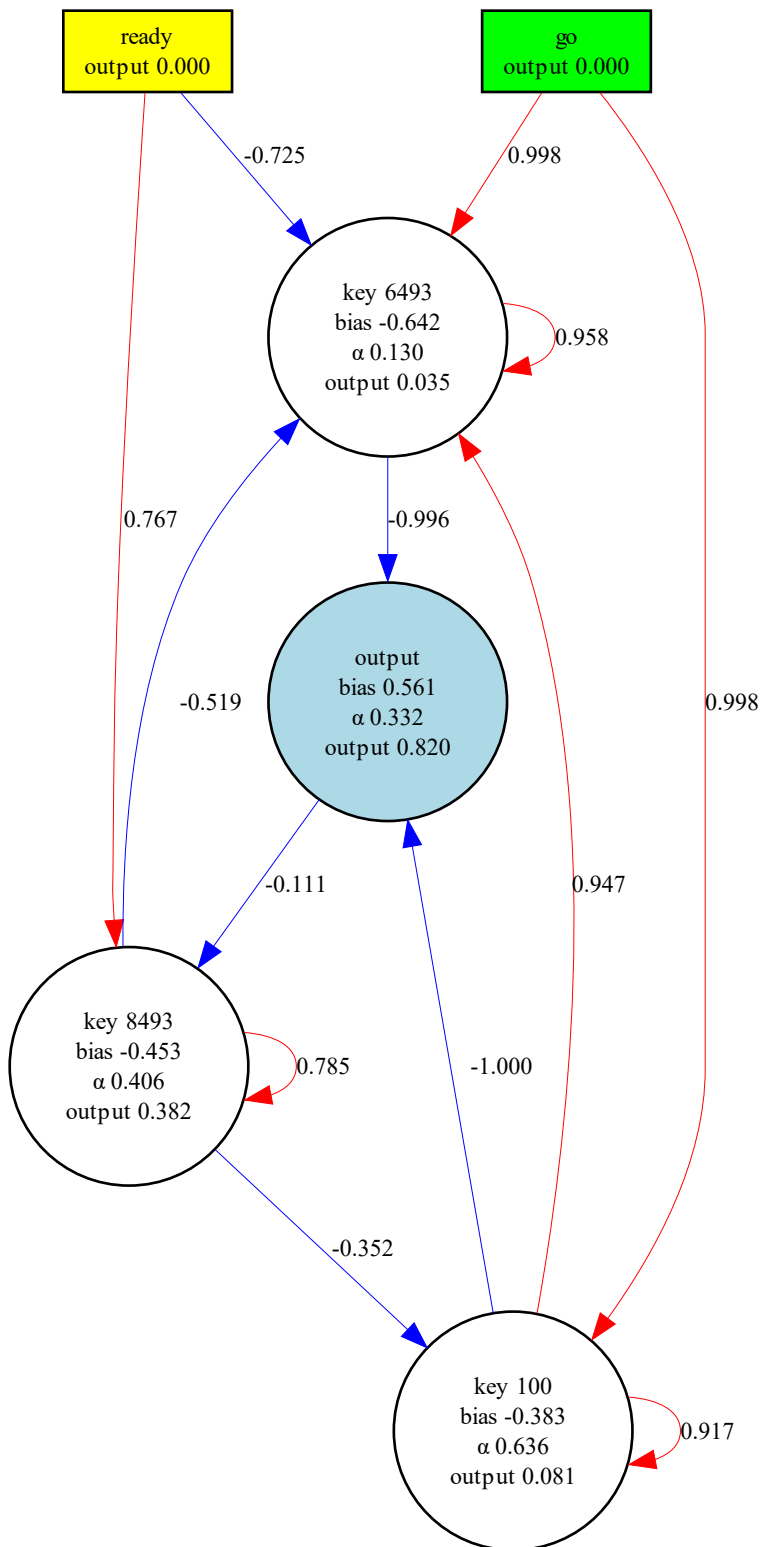 ready
output 0.000
go
output 0.000
-0.725
0.998
key 6493
bias -0.642
α 0.130
output 0.035
0.958
0.767
-0.996
output
bias 0.561
α 0.332
output 0.820
-0.519
0.998
-0.111
0.947
key 8493
bias -0.453
α 0.406
output 0.382
0.785
-1.000
-0.352
key 100
bias -0.383
α 0.636
output 0.081
0.917